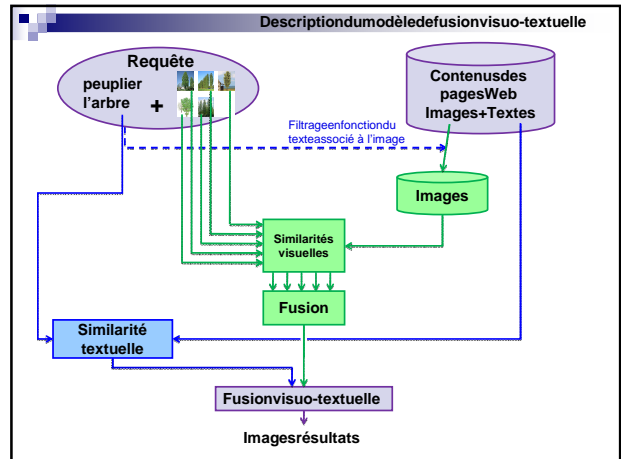 Descriptiondumodèledefusionvisuo-textuelle
Requête
peuplier
l'arbre
+
Contenusdes
pagesWeb
Images+Textes
Filtrageenfonctiondu
texteassocié à l'image
Images
Similarités
visuelles
Fusion
Similarité
textuelle
Fusionvisuo-textuelle
Imagesrésultats